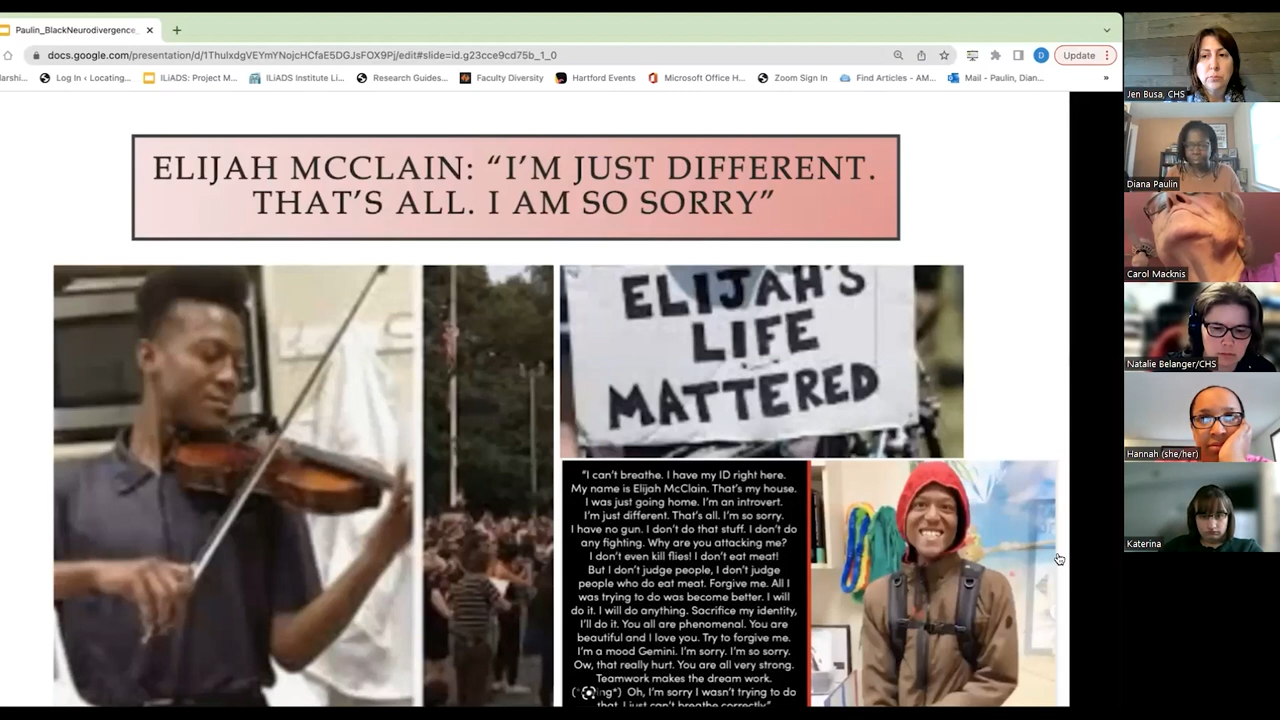 Paulin_BlackNeurodivergence_
docs.google.com/presentation/d/1ThulxdgVEYmYNojcHCfaE5DGJsFOX9Pj/edit#slide=id.g23cce9cd75b_1_0
Update
larshi...
Log In ‹ Locating...
ILiADS: Project M...
ILIADS Institute Li...
Research Guides...
Faculty Diversity
Hartford Events
Microsoft Office H...
Zoom Sign In
Find Articles - AM...
Mail - Paulin, Dian...
»
D
ELIJAH MCCLAIN: “I’M JUST DIFFERENT.
THAT’S ALL. I AM SO SORRY”
ELIJAH'S
LIFE
MATTERED
“I can’t breathe. I have my ID right here.
My name is Elijah McClain. That’s my house.
I was just going home. I’m an introvert.
I’m just different. That’s all. I’m so sorry.
I have no gun. I don’t do that stuff. I don’t do
any fighting. Why are you attacking me?
I don’t even kill flies! I don’t eat meat!
But I don’t judge people, I don’t judge
people who do eat meat. Forgive me. All I
was trying to do was become better. I will
do it. I will do anything. Sacrifice my identity,
I’ll do it. You all are phenomenal. You are
beautiful and I love you. Try to forgive me.
I’m a mood Gemini. I’m sorry. I’m so sorry.
Ow, that really hurt. You are all very strong.
Teamwork makes the dream work.
Oh, I’m sorry I wasn’t trying to do
that. I just can’t breathe correctly”
Jen Busa, CHS
Diana Paulin
Carol Macknis
Natalie Belanger/CHS
Hannah (she/her)
Katerina